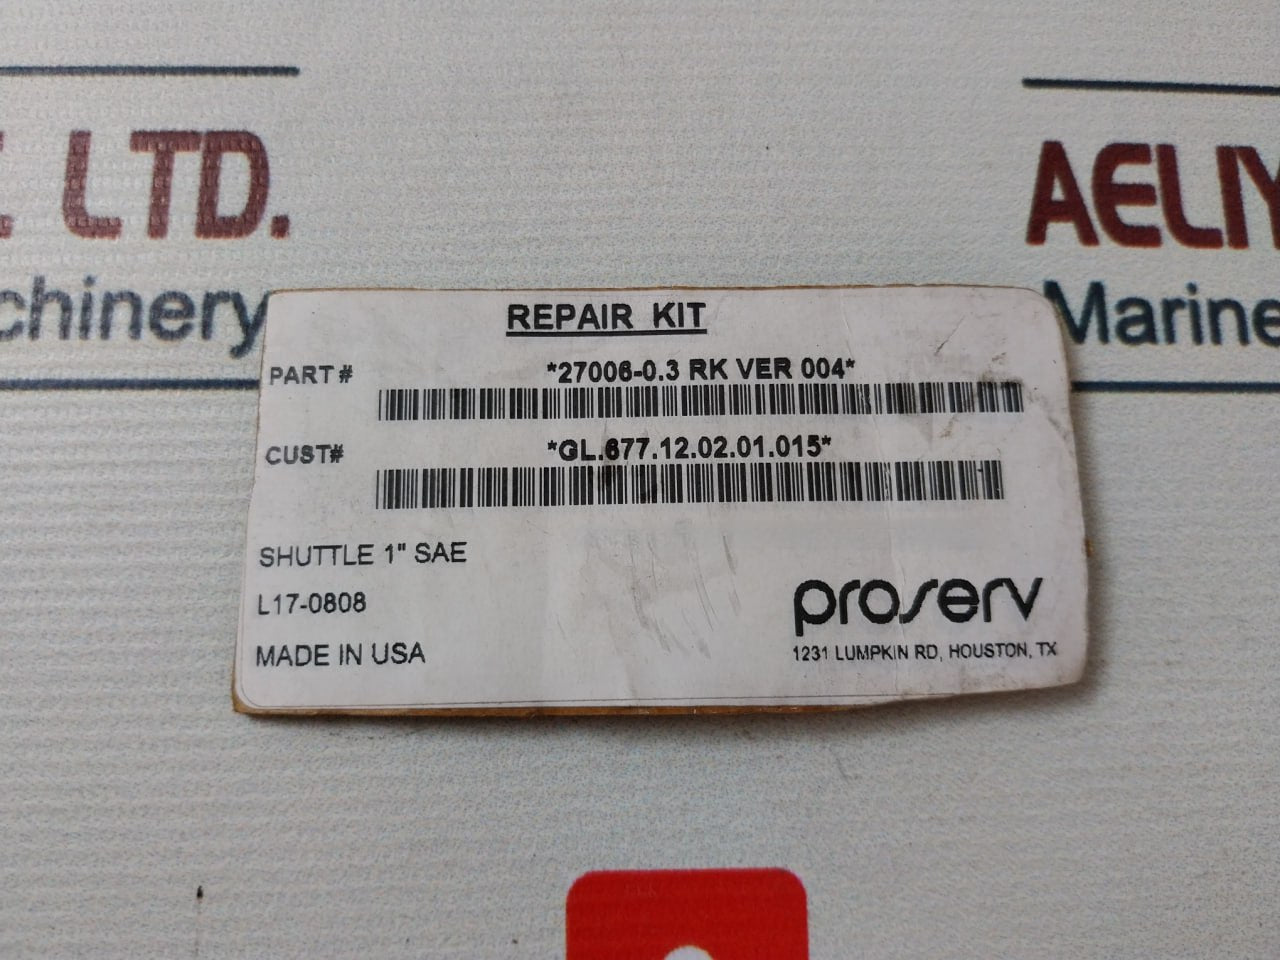 LTD.
AELIY
chinery
Marine
REPAIR KIT
PART# *27006-0.3 RK VER 004*
CUST# *GL.677.12.02.01.015*
SHUTTLE 1" SAE
L17-0808
MADE IN USA
proserv
1231 LUMPKIN RD, HOUSTON, TX